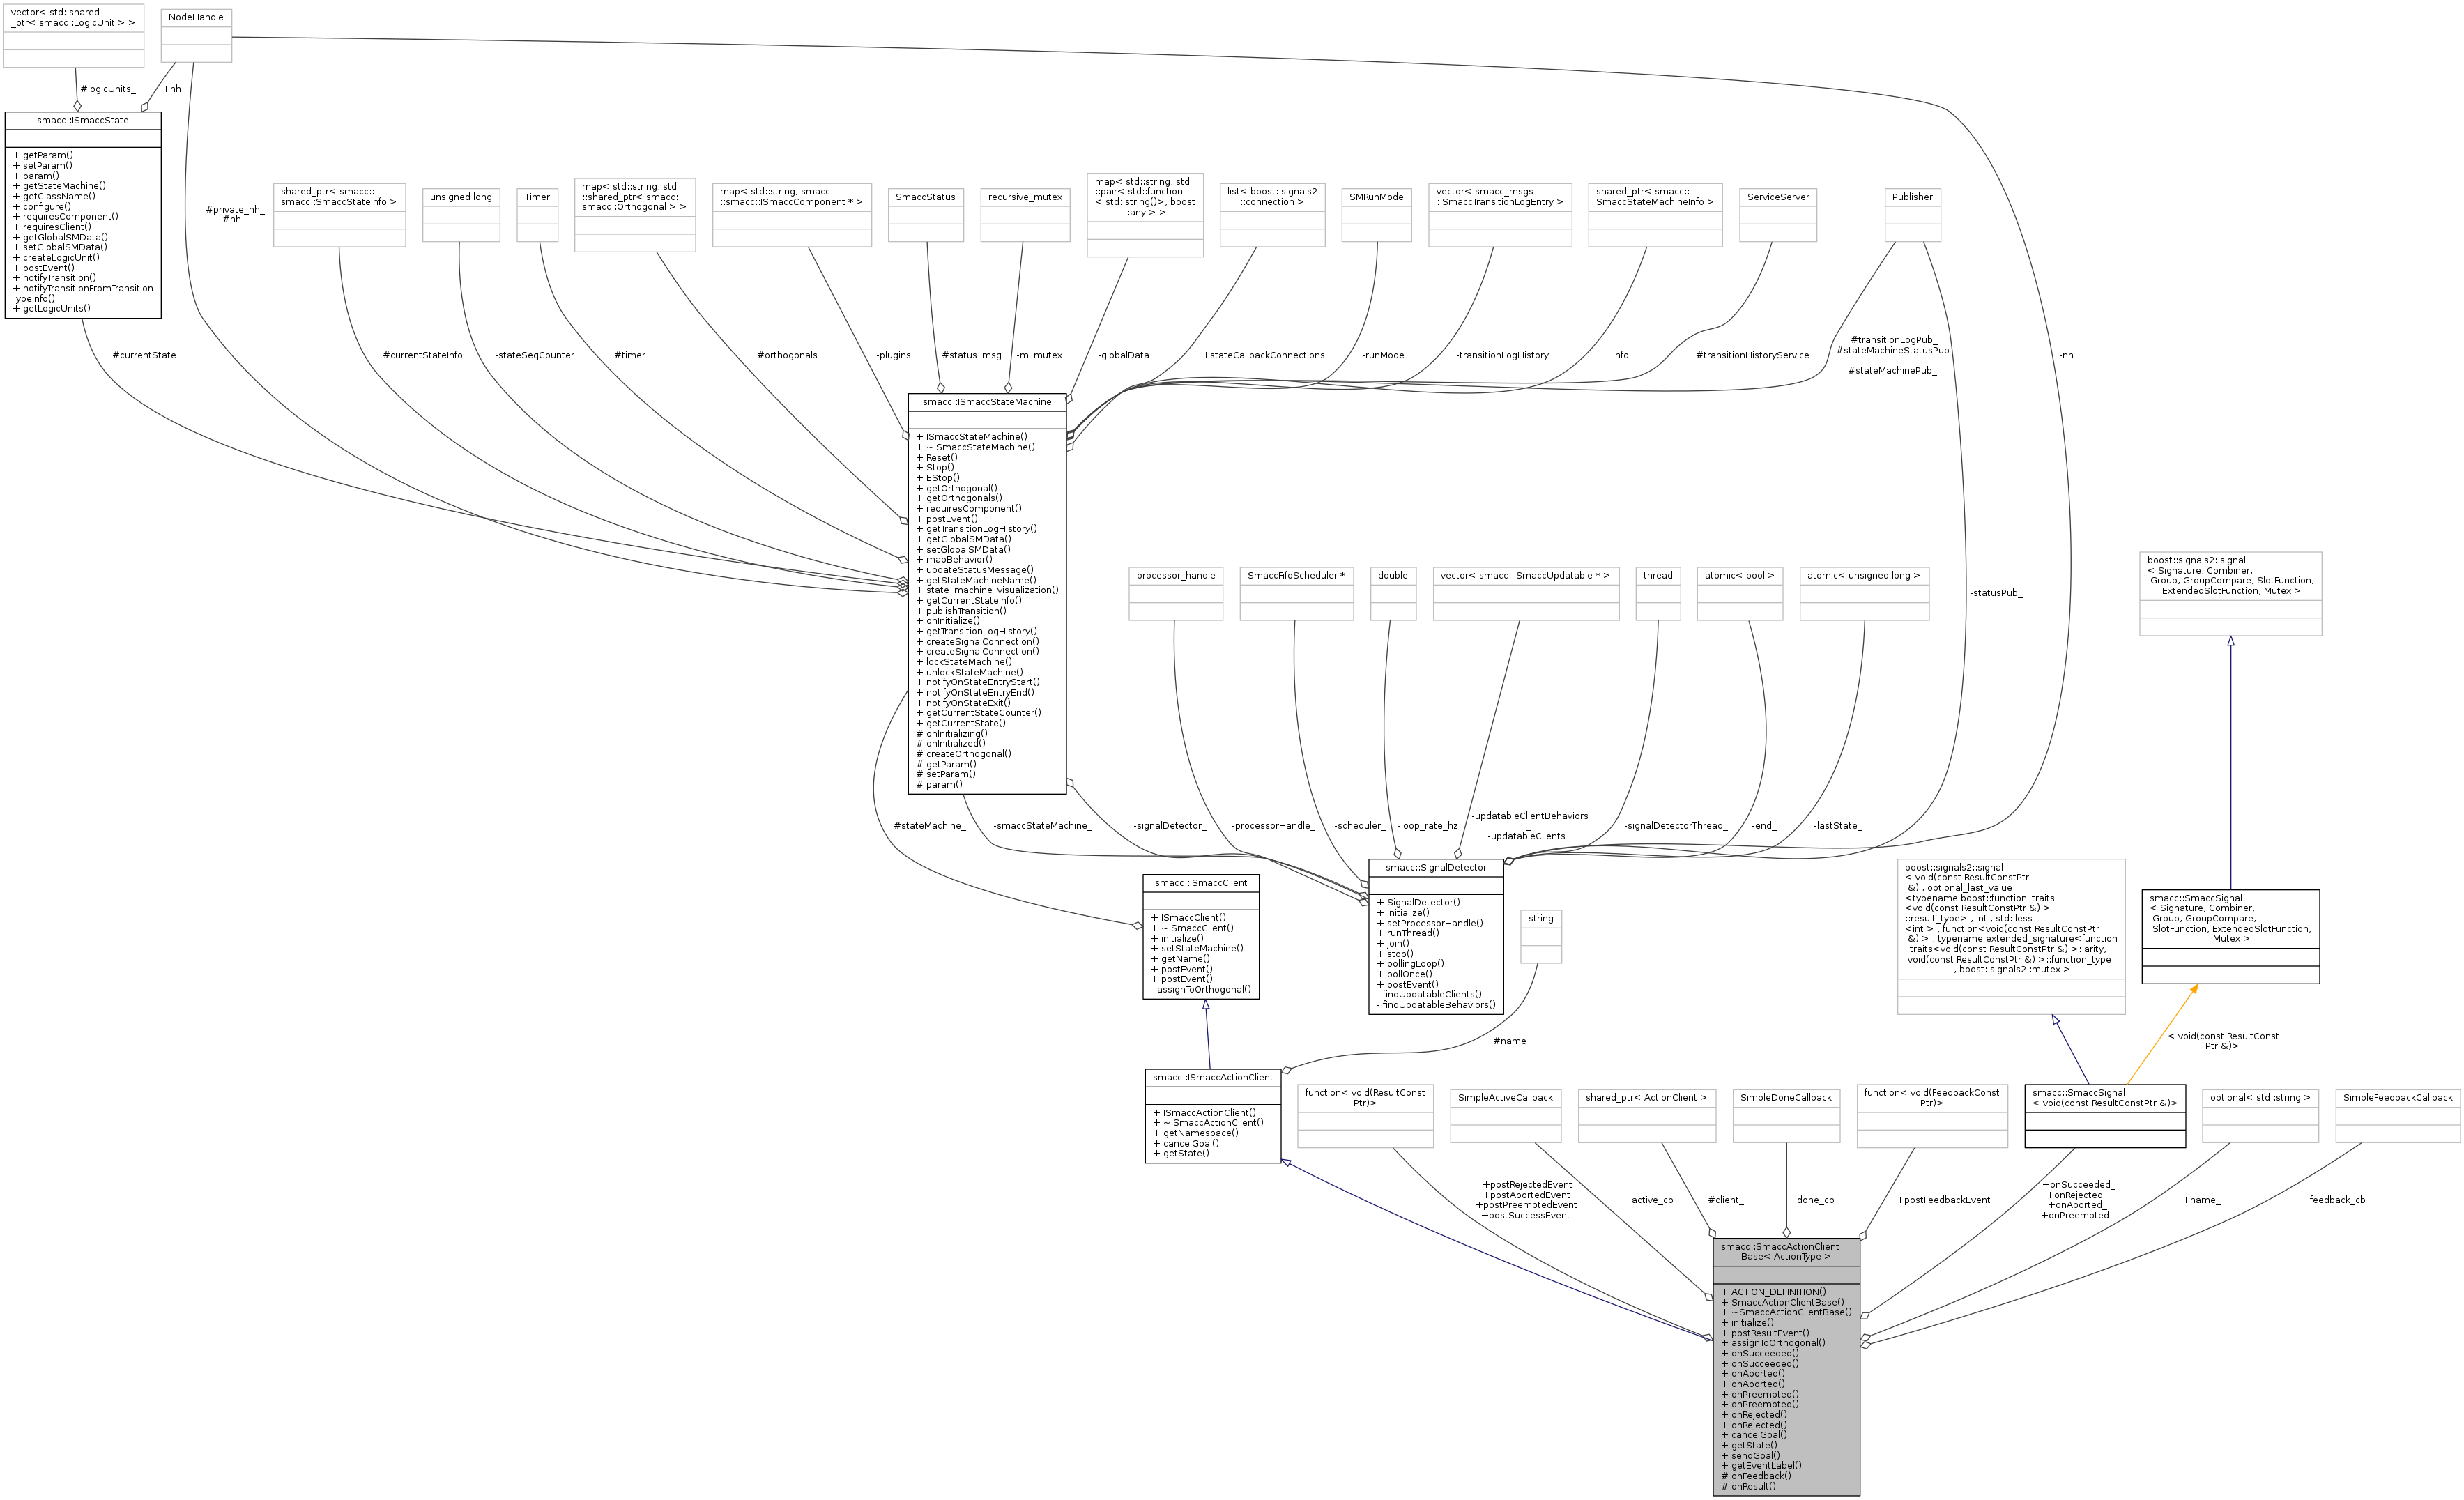 vector< std::shared
_ptr< smacc::LogicUnit > >
NodeHandle
#logicUnits_
+nh
smacc::ISmaccState
+ getParam()
+ setParam()
+ param()
+ getStateMachine()
+ getClassName()
+ configure()
+ requiresComponent()
+ requiresClient()
+ getGlobalSMData()
+ setGlobalSMData()
+ createLogicUnit()
+ postEvent()
+ notifyTransition()
+ notifyTransitionFromTransition
TypeInfo()
+ getLogicUnits()
#private_nh_
#nh_
shared_ptr< smacc::
smacc::SmaccStateInfo >
unsigned long
Timer
map< std::string, std
::shared_ptr< smacc::
smacc::Orthogonal > >
map< std::string, smacc
::smacc::ISmaccComponent * >
SmaccStatus
recursive_mutex
map< std::string, std
::pair< std::function
< std::string()>, boost
::any > >
list< boost::signals2
::connection >
SMRunMode
vector< smacc_msgs
::SmaccTransitionLogEntry >
shared_ptr< smacc::
SmaccStateMachineInfo >
ServiceServer
Publisher
#currentState_
#currentStateInfo_
-stateSeqCounter_
#timer_
#orthogonals_
-plugins_
#status_msg_
-m_mutex_
-globalData_
+stateCallbackConnections
-runMode_
-transitionLogHistory_
+info_
#transitionHistoryService_
#transitionLogPub_
#stateMachineStatusPub
_
#stateMachinePub_
-nh_
smacc::ISmaccStateMachine
+ ISmaccStateMachine()
+ ~ISmaccStateMachine()
+ Reset()
+ Stop()
+ EStop()
+ getOrthogonal()
+ getOrthogonals()
+ requiresComponent()
+ postEvent()
+ getTransitionLogHistory()
+ getGlobalSMData()
+ setGlobalSMData()
+ mapBehavior()
+ updateStatusMessage()
+ getStateMachineName()
+ state_machine_visualization()
+ getCurrentStateInfo()
+ publishTransition()
+ onInitialize()
+ getTransitionLogHistory()
+ createSignalConnection()
+ createSignalConnection()
+ lockStateMachine()
+ unlockStateMachine()
+ notifyOnStateEntryStart()
+ notifyOnStateEntryEnd()
+ notifyOnStateExit()
+ getCurrentStateCounter()
+ getCurrentState()
# onInitializing()
# onInitialized()
# createOrthogonal()
# getParam()
# setParam()
# param()
processor_handle
SmaccFifoScheduler *
double
vector< smacc::ISmaccUpdatable * >
thread
atomic< bool >
atomic< unsigned long >
-statusPub_
boost::signals2::signal
< Signature, Combiner,
Group, GroupCompare, SlotFunction,
ExtendedSlotFunction, Mutex >
#stateMachine_
-smaccStateMachine_
-signalDetector_
-processorHandle_
-scheduler_
-loop_rate_hz
-updatableClientBehaviors
_
-updatableClients_
-signalDetectorThread_
-end_
-lastState_
smacc::ISmaccClient
+ ISmaccClient()
+ ~ISmaccClient()
+ initialize()
+ setStateMachine()
+ getName()
+ postEvent()
+ postEvent()
- assignToOrthogonal()
smacc::SignalDetector
+ SignalDetector()
+ initialize()
+ setProcessorHandle()
+ runThread()
+ join()
+ stop()
+ pollingLoop()
+ pollOnce()
+ postEvent()
- findUpdatableClients()
- findUpdatableBehaviors()
string
boost::signals2::signal
< void(const ResultConstPtr
&) , optional_last_value
<typename boost::function_traits
<void(const ResultConstPtr &) >
::result_type> , int , std::less
<int > , function<void(const ResultConstPtr
&) > , typename extended_signature<function
_traits<void(const ResultConstPtr &) >::arity,
void(const ResultConstPtr &) >::function_type
, boost::signals2::mutex >
smacc::SmaccSignal
< Signature, Combiner,
Group, GroupCompare,
SlotFunction, ExtendedSlotFunction,
Mutex >
#name_
< void(const ResultConst
Ptr &)>
smacc::ISmaccActionClient
+ ISmaccActionClient()
+ ~ISmaccActionClient()
+ getNamespace()
+ cancelGoal()
+ getState()
function< void(ResultConst
Ptr)>
SimpleActiveCallback
shared_ptr< ActionClient >
SimpleDoneCallback
function< void(FeedbackConst
Ptr)>
smacc::SmaccSignal
< void(const ResultConstPtr &)>
optional< std::string >
SimpleFeedbackCallback
+postRejectedEvent
+postAbortedEvent
+postPreemptedEvent
+postSuccessEvent
+active_cb
#client_
+done_cb
+postFeedbackEvent
+onSucceeded_
+onRejected_
+onAborted_
+onPreempted_
+name_
+feedback_cb
smacc::SmaccActionClient
Base< ActionType >
+ ACTION_DEFINITION()
+ SmaccActionClientBase()
+ ~SmaccActionClientBase()
+ initialize()
+ postResultEvent()
+ assignToOrthogonal()
+ onSucceeded()
+ onSucceeded()
+ onAborted()
+ onAborted()
+ onPreempted()
+ onPreempted()
+ onRejected()
+ onRejected()
+ cancelGoal()
+ getState()
+ sendGoal()
+ getEventLabel()
# onFeedback()
# onResult()